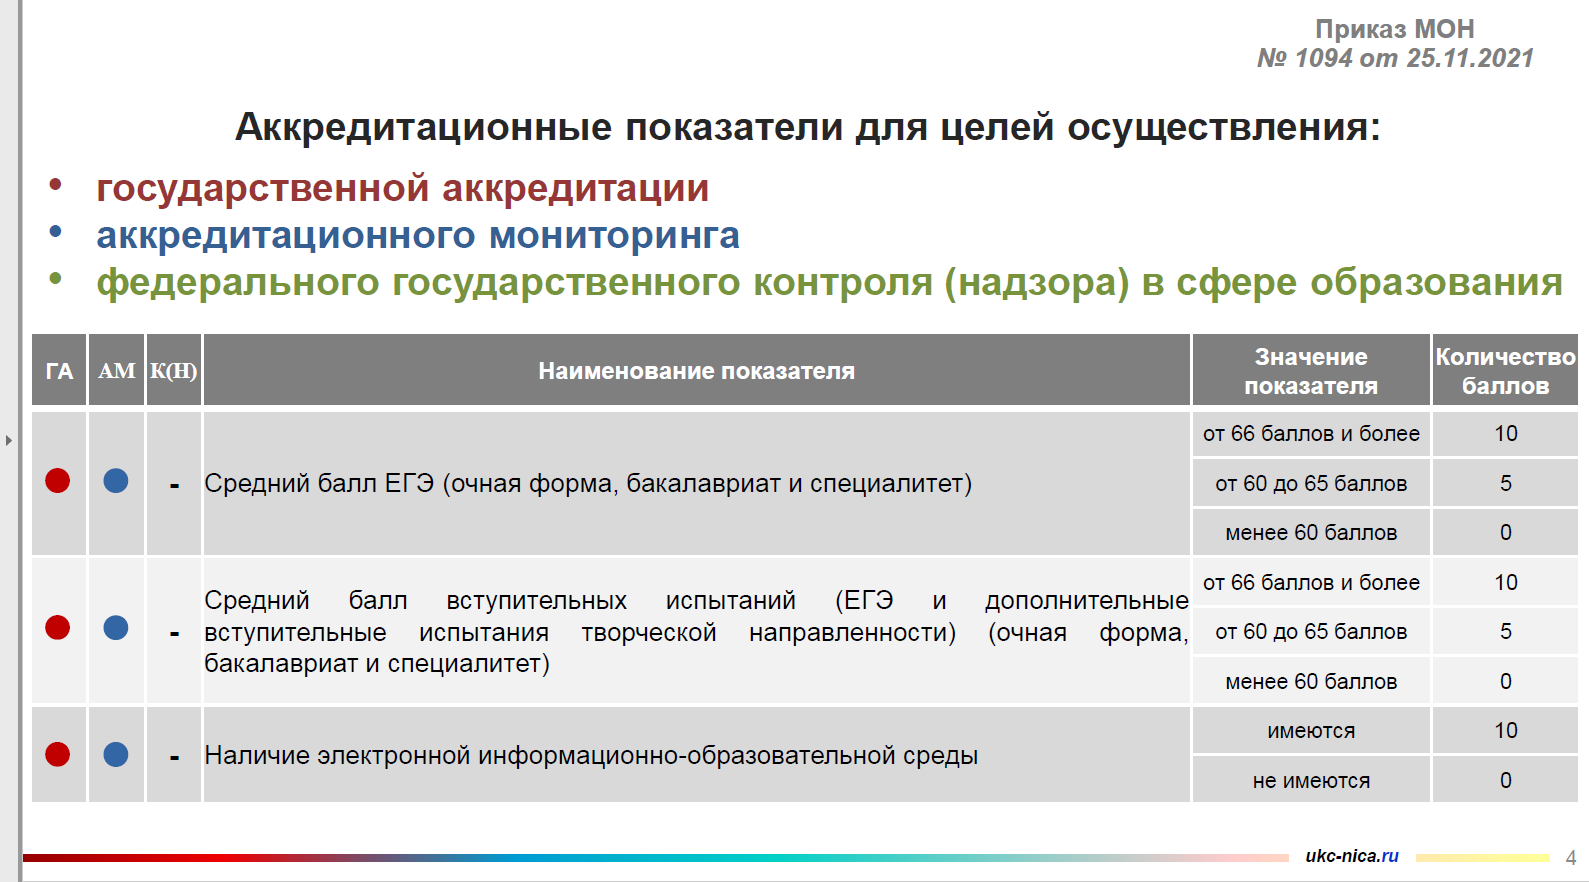 Приказ МОН
№ 1094 от 25.11.2021
Аккредитационные показатели для целей осуществления:
• государственной аккредитации
• аккредитационного мониторинга
• федерального государственного контроля (надзора) в сфере образования
ГА АМ К(Н) Наименование показателя Значение показателя Количество баллов
- Средний балл ЕГЭ (очная форма, бакалавриат и специалитет)
от 66 баллов и более 10
от 60 до 65 баллов 5
менее 60 баллов 0
- Средний балл вступительных испытаний (ЕГЭ и дополнительные
вступительные испытания творческой направленности) (очная форма,
бакалавриат и специалитет)
от 66 баллов и более 10
от 60 до 65 баллов 5
менее 60 баллов 0
- Наличие электронной информационно-образовательной среды
имеются 10
не имеются 0
ukc-nica.ru
4